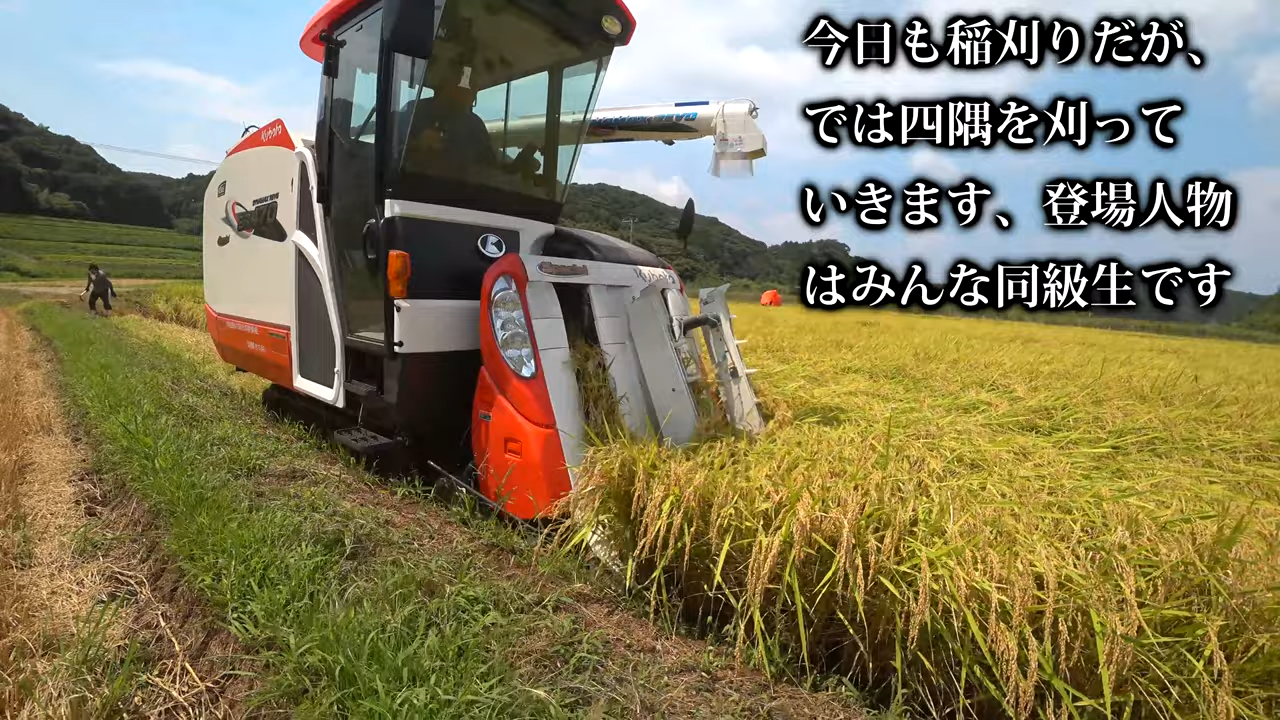 今日も稲刈りだが、
では四隅を刈って
いきます、登場人物
はみんな同級生です
Kubota
Kubota